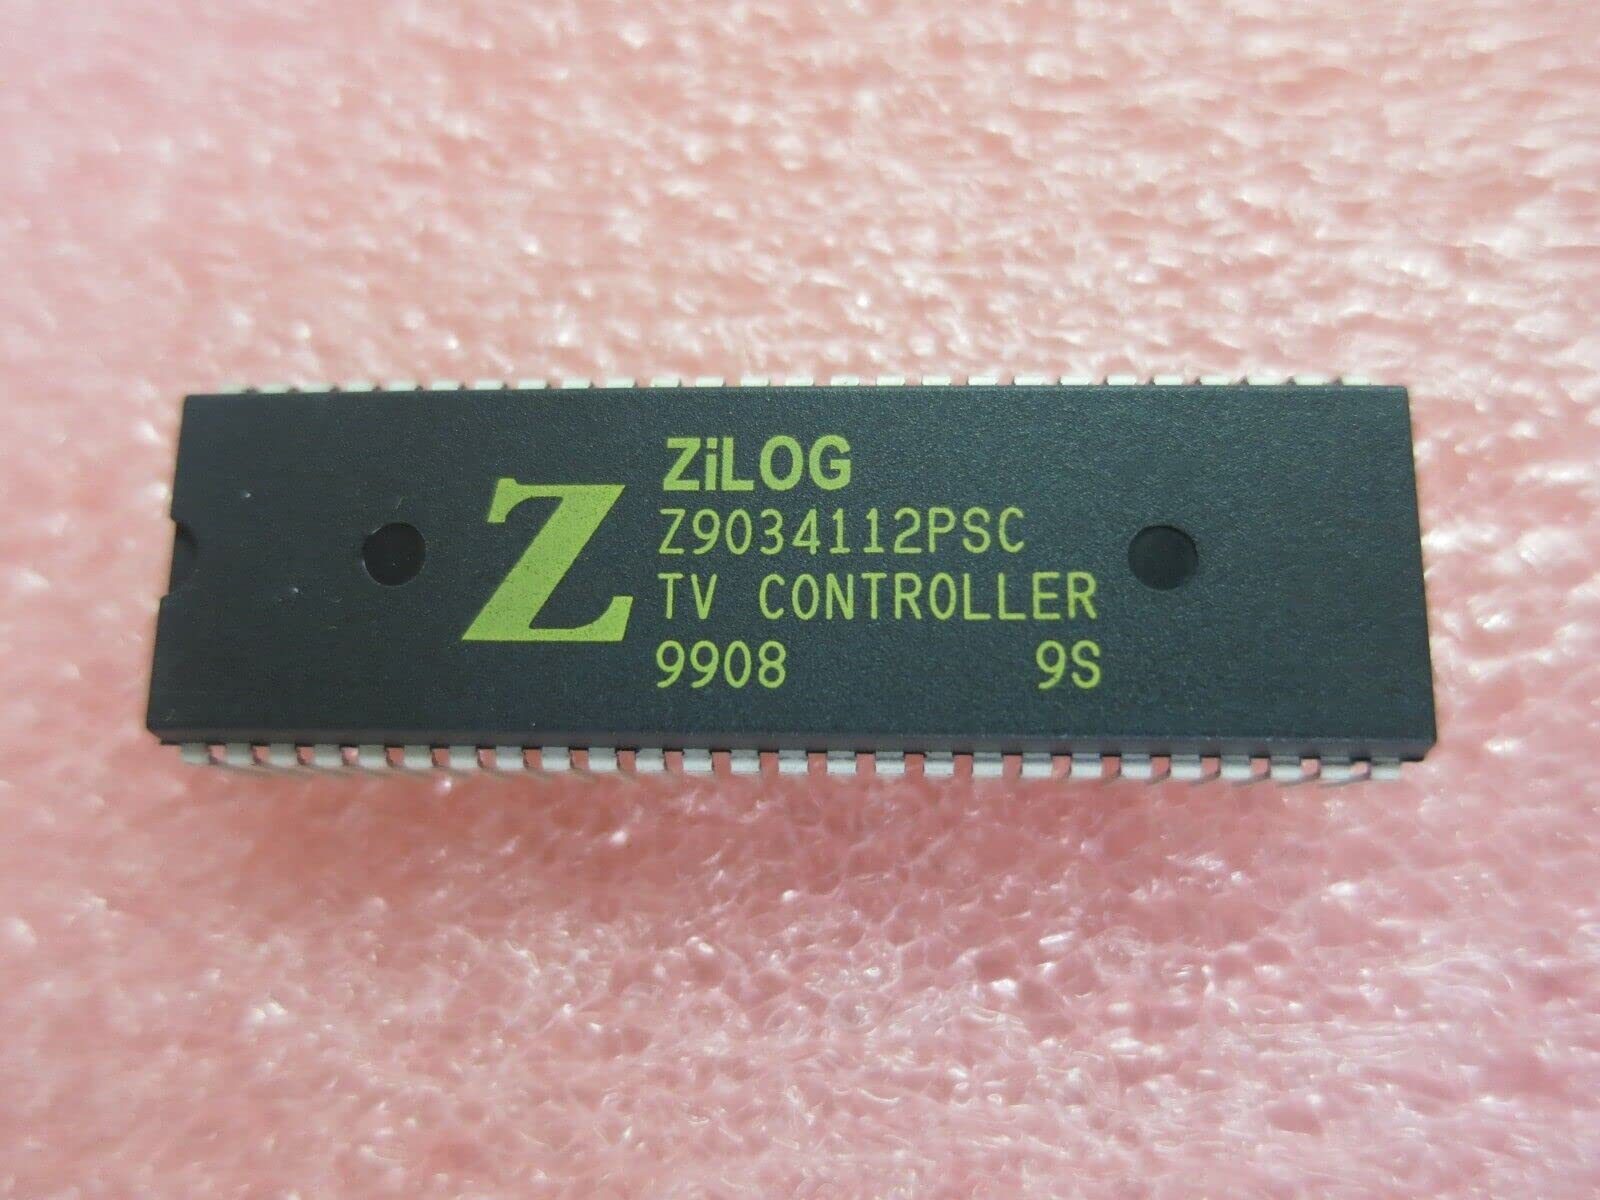 ZiLOG
Z
Z9034112PSC
TV CONTROLLER
9908 9S